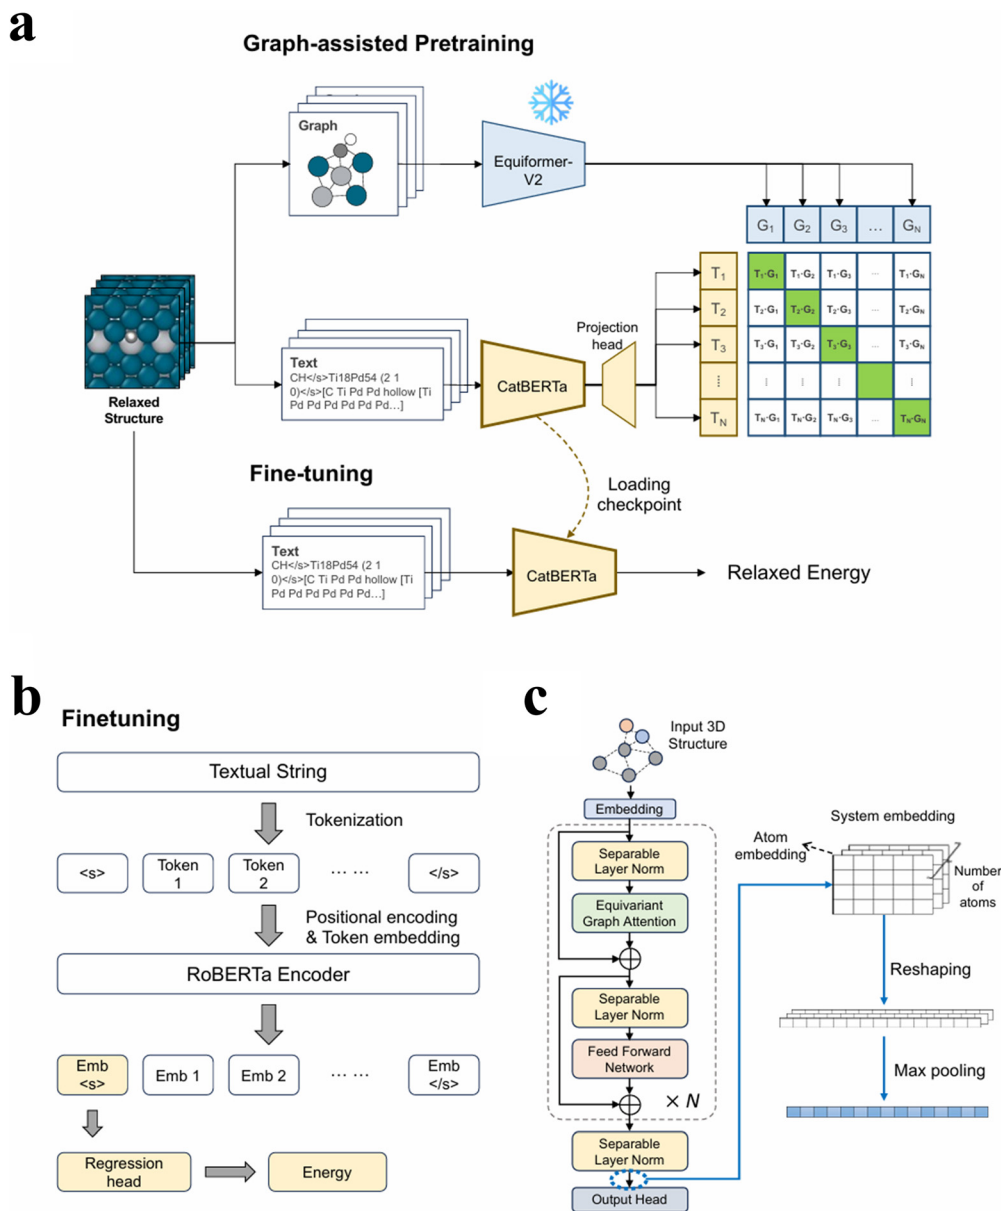 a
Graph-assisted Pretraining
Graph
Equiformer-
V2
G1 G2 G3 ... GN
T1
T2
T3
...
TN
T1·G1 T1·G2 T1·G3 ... T1·GN
T2·G1 T2·G2 T2·G3 ... T2·GN
T3·G1 T3·G2 T3·G3 ... T3·GN
... ... ... ...
TN·G1 TN·G2 TN·G3 ... TN·GN
Relaxed
Structure
Text
CH</s>Ti18Pd54 (2 1
0)</s>[C Ti Pd Pd hollow [Ti
Pd Pd Pd Pd Pd Pd...]
CatBERTa
Projection
head
Fine-tuning
Loading
checkpoint
Text
CH</s>Ti18Pd54 (2 1
0)</s>[C Ti Pd Pd hollow [Ti
Pd Pd Pd Pd Pd Pd...]
CatBERTa
Relaxed Energy
b
Finetuning
Textual String
Tokenization
<s> Token 1 Token 2 ... ... </s>
Positional encoding
& Token embedding
RoBERTa Encoder
Emb <s> Emb 1 Emb 2 ... ... Emb </s>
Regression
head
Energy
c
Input 3D
Structure
Embedding
Separable
Layer Norm
Equivariant
Graph Attention
Separable
Layer Norm
Feed Forward
Network
× N
Separable
Layer Norm
Output Head
System embedding
Atom
embedding
Number
of
atoms
Reshaping
Max pooling